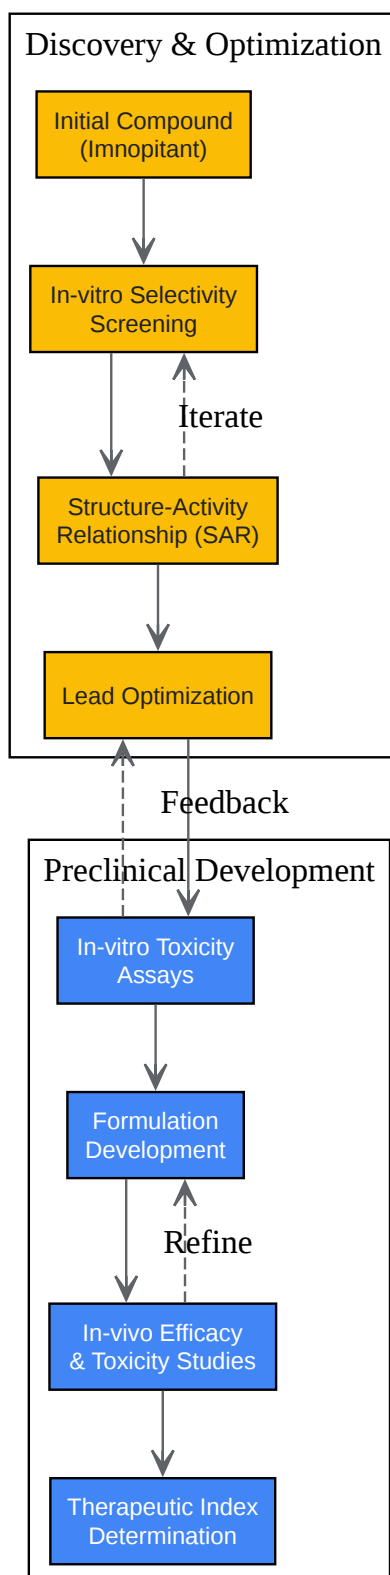 Discovery & Optimization
Initial Compound
(Imnopitant)
In-vitro Selectivity
Screening
Iterate
Structure-Activity
Relationship (SAR)
Lead Optimization
Feedback
Preclinical Development
In-vitro Toxicity
Assays
Formulation
Development
Refine
In-vivo Efficacy
& Toxicity Studies
Therapeutic Index
Determination